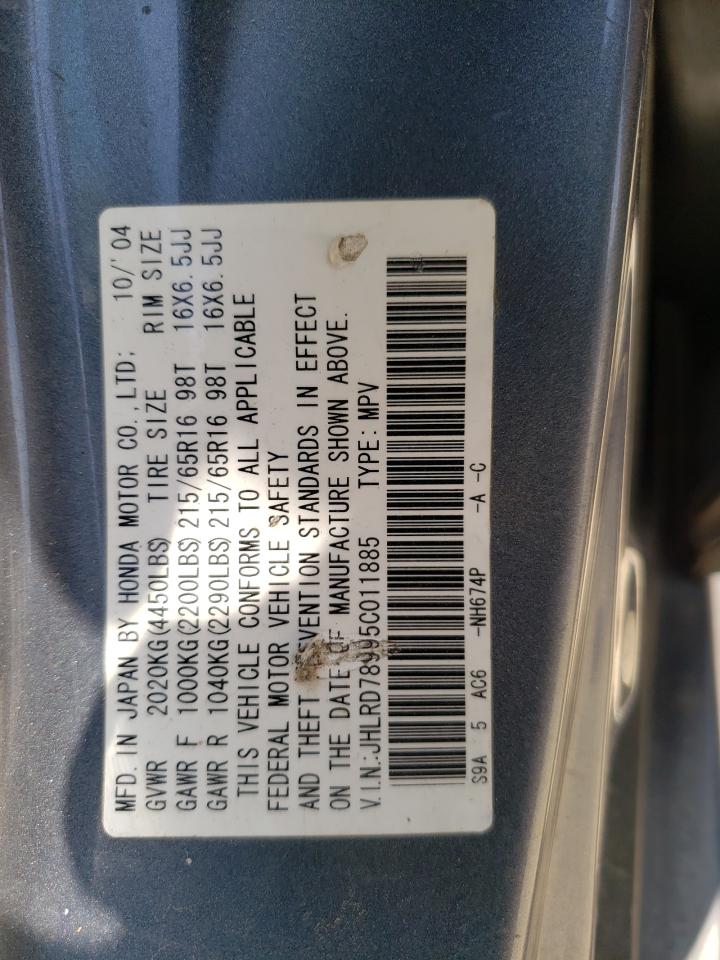 MFD. IN JAPAN BY HONDA MOTOR CO., LTD; 10/'04
GVWR 2020KG(4450LBS) TIRE SIZE RIM SIZE
GAWR F 1000KG(2200LBS) 215/65R16 98T 16X6.5JJ
GAWR R 1040KG(2290LBS) 215/65R16 98T 16X6.5JJ
THIS VEHICLE CONFORMS TO ALL APPLICABLE
FEDERAL MOTOR VEHICLE SAFETY
AND THEFT PREVENTION STANDARDS IN EFFECT
ON THE DATE OF MANUFACTURE SHOWN ABOVE.
V.I.N.:JHLRD78995C011885 TYPE: MPV
S9A 5 AC6 -NH674P -A -C